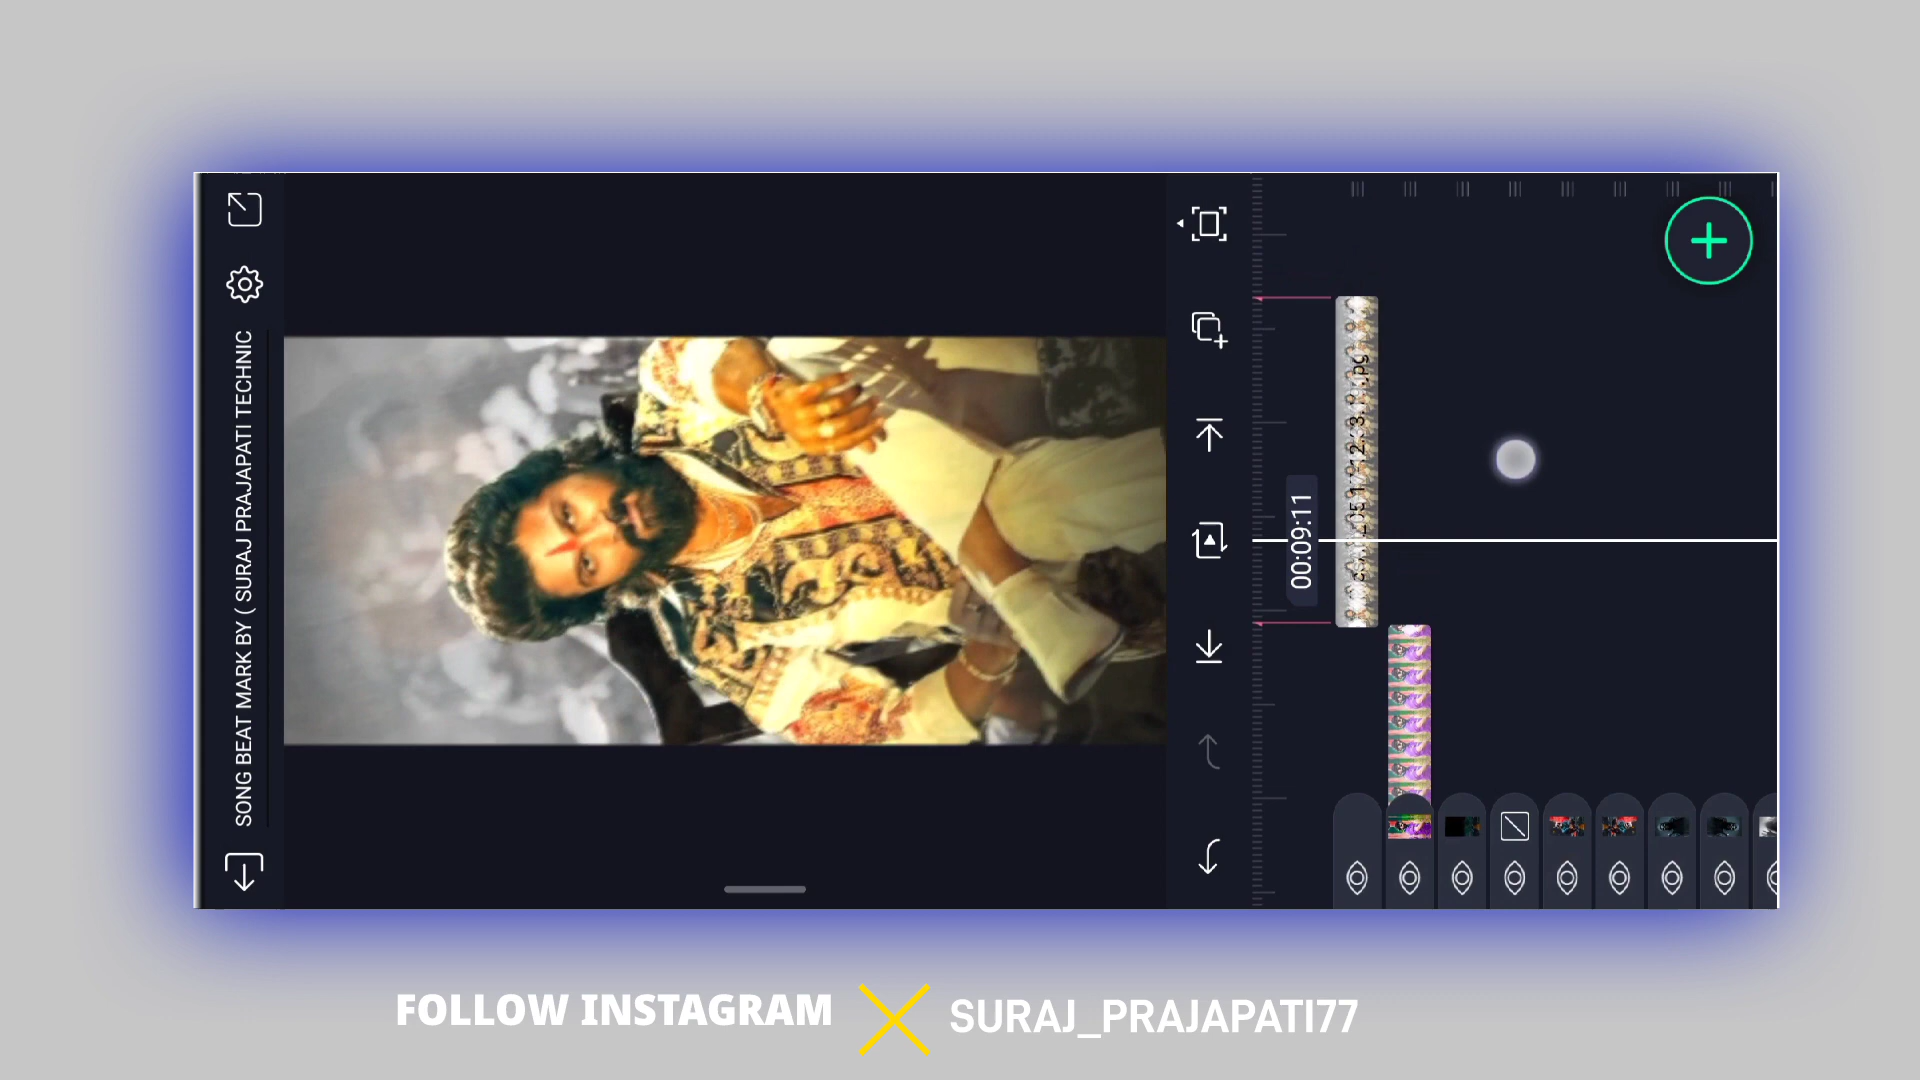 SONG BEAT MARK BY ( SURAJ PRAJAPATI TECHNIC
00:09:11
FOLLOW INSTAGRAM
SURAJ_PRAJAPATI77